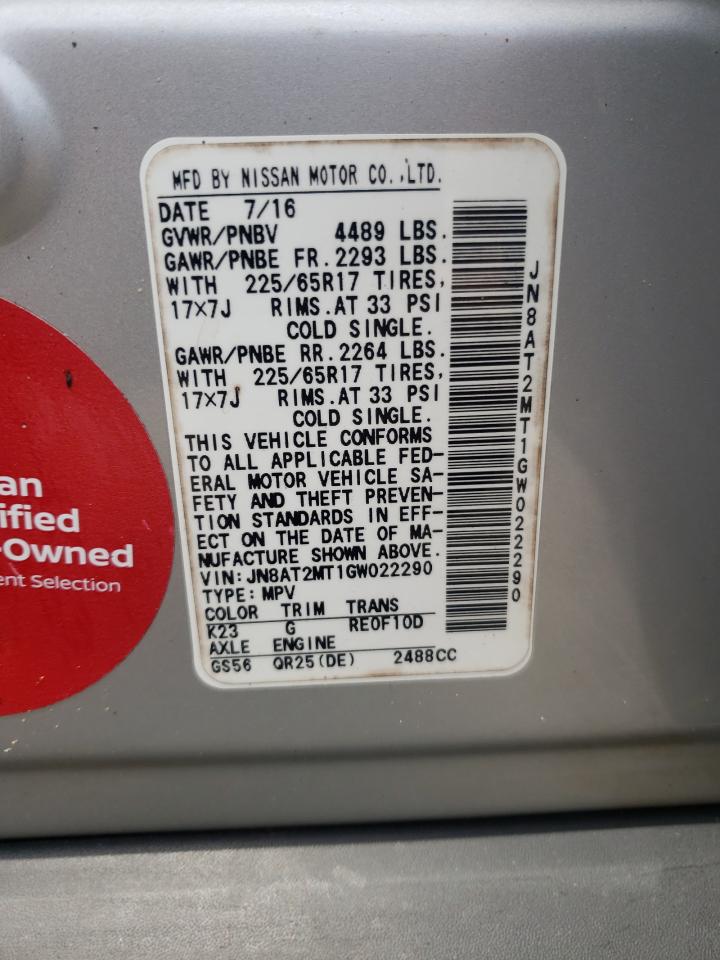 MFD BY NISSAN MOTOR CO.,LTD.
DATE 7/16
GVWR/PNBV 4489 LBS.
GAWR/PNBE FR.2293 LBS.
WITH 225/65R17 TIRES,
17x7J RIMS.AT 33 PSI
COLD SINGLE.
GAWR/PNBE RR.2264 LBS.
WITH 225/65R17 TIRES,
17x7J RIMS.AT 33 PSI
COLD SINGLE.
THIS VEHICLE CONFORMS
TO ALL APPLICABLE FED-
ERAL MOTOR VEHICLE SA-
FETY AND THEFT PREVEN-
TION STANDARDS IN EFF-
ECT ON THE DATE OF MA-
NUFACTURE SHOWN ABOVE.
VIN:JN8AT2MT1GW022290
TYPE:MPV
COLOR TRIM TRANS
K23 G RE0F10D
AXLE ENGINE
GS56 QR25(DE) 2488CC
JN8AT2MT1GW022290
an
ified
-Owned
ent Selection